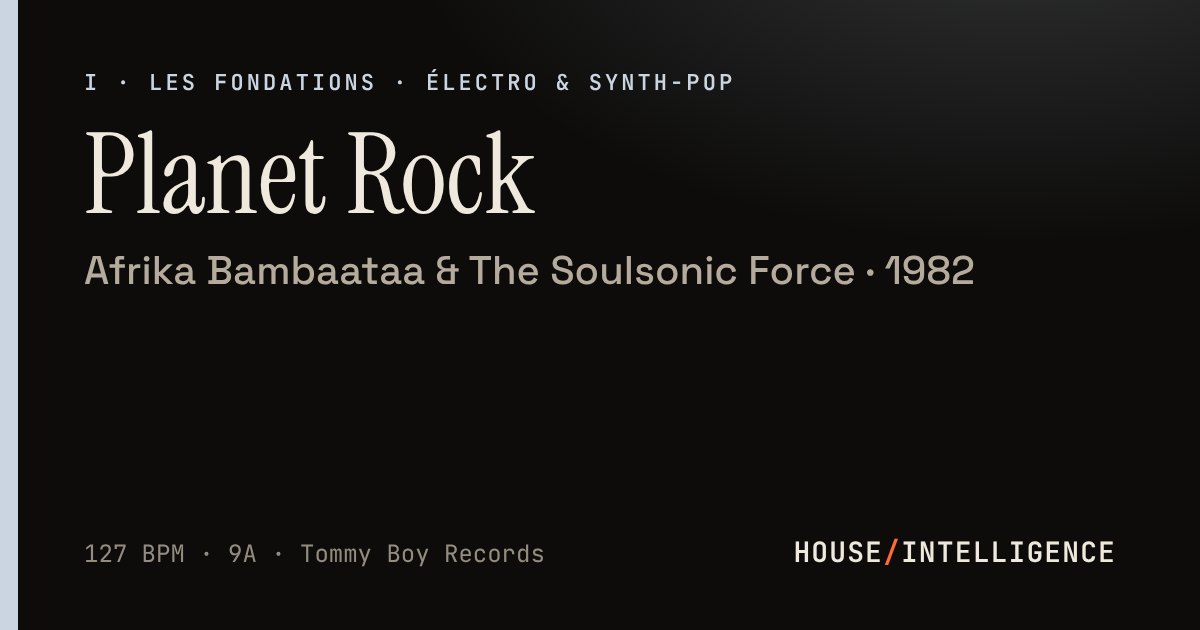 I · LES FONDATIONS · ÉLECTRO & SYNTH-POP
Planet Rock
Afrika Bambaataa & The Soulsonic Force · 1982
127 BPM · 9A · Tommy Boy Records
HOUSE/INTELLIGENCE